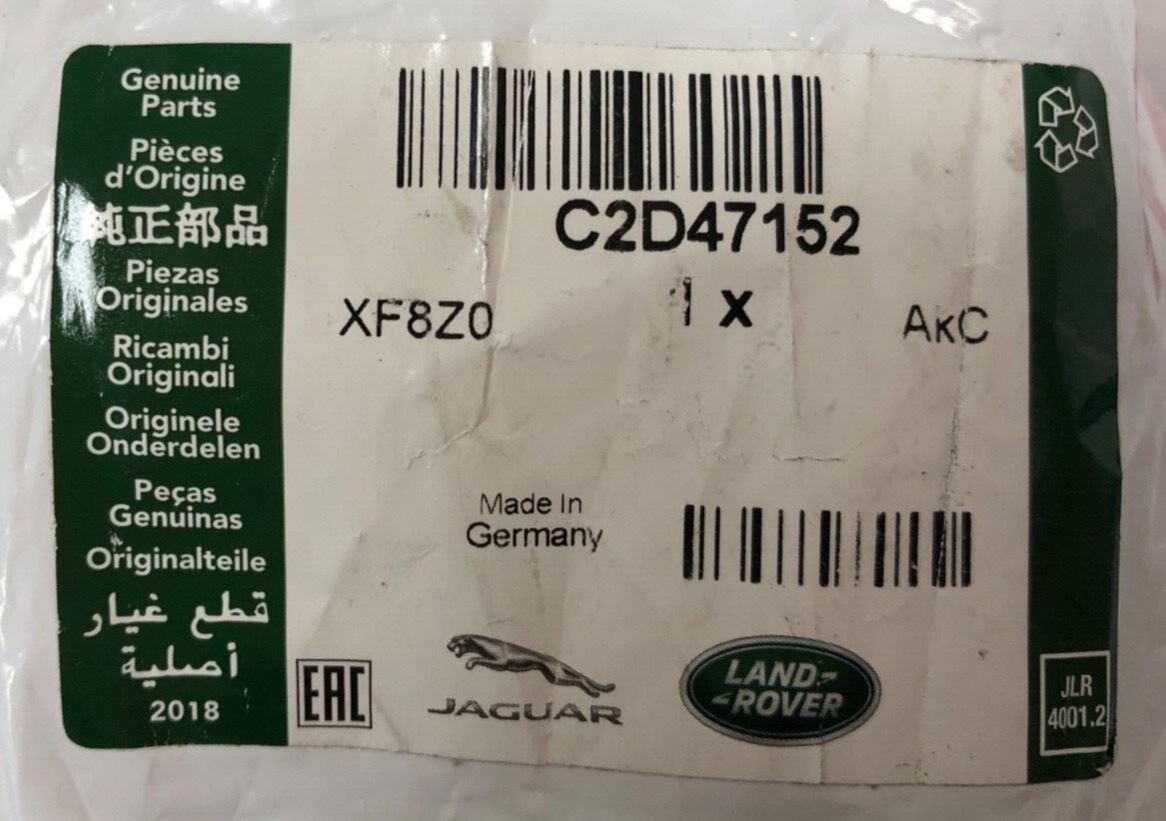 Genuine
Parts
Pièces
d'Origine
純正部品
Piezas
Originales
Ricambi
Originali
Originele
Onderdelen
Peças
Genuinas
Originalteile
قطع غيار
أصلية
2018
C2D47152
XF8Z0
1 x
AKC
Made In
Germany
EAC
JAGUAR
LAND-
-ROVER
JLR
4001.2